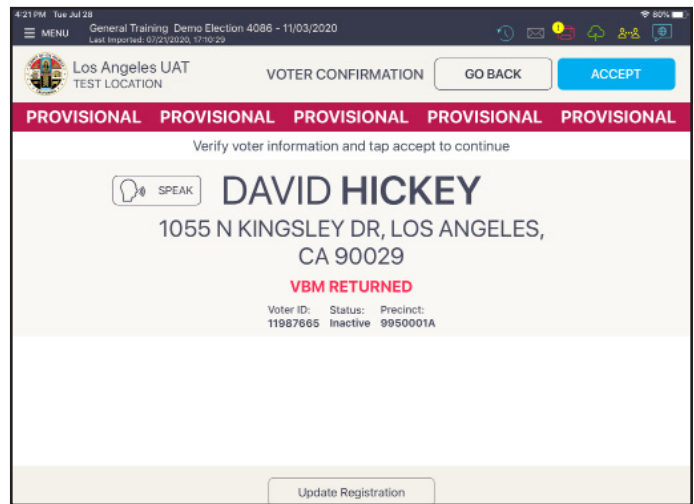 4:21 PM Tue Jul 28
80%
MENU
General Training Demo Election 4086 - 11/03/2020
Last Imported: 07/21/2020, 17:10:29
Los Angeles UAT
TEST LOCATION
VOTER CONFIRMATION
GO BACK
ACCEPT
PROVISIONAL PROVISIONAL PROVISIONAL PROVISIONAL PROVISIONAL
Verify voter information and tap accept to continue
SPEAK
DAVID HICKEY
1055 N KINGSLEY DR, LOS ANGELES,
CA 90029
VBM RETURNED
Voter ID: Status: Precinct:
11987665 Inactive 9950001A
Update Registration